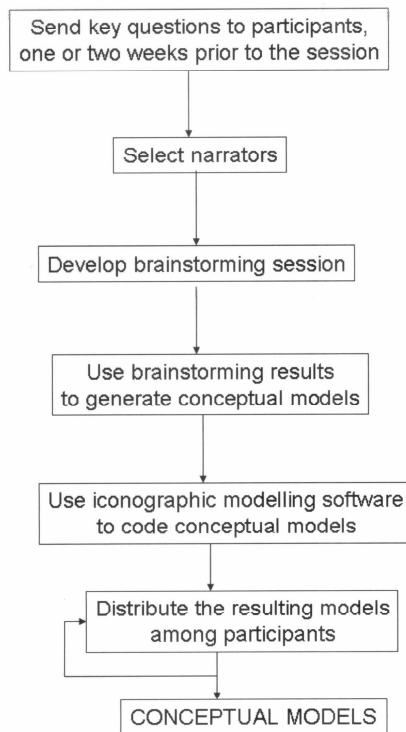 Send key questions to participants,
one or two weeks prior to the session
Select narrators
Develop brainstorming session
Use brainstorming results
to generate conceptual models
Use iconographic modelling software
to code conceptual models
Distribute the resulting models
among participants
CONCEPTUAL MODELS